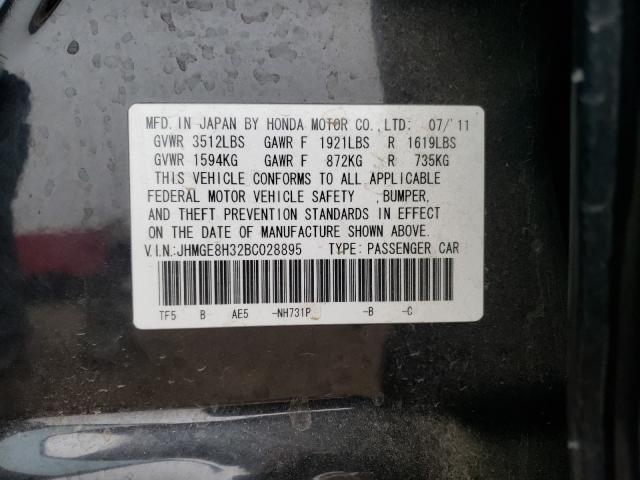 MFD. IN JAPAN BY HONDA MOTOR CO.,LTD. 07/'11
GVWR 3512LBS GAWR F 1921LBS R 1619LBS
GVWR 1594KG GAWR F 872KG R 735KG
THIS VEHICLE CONFORMS TO ALL APPLICABLE
FEDERAL MOTOR VEHICLE SAFETY ,BUMPER,
AND THEFT PREVENTION STANDARDS IN EFFECT
ON THE DATE OF MANUFACTURE SHOWN ABOVE.
V.I.N.:JHMGE8H32BC028895 TYPE: PASSENGER CAR
TF5 B AE5 -NH731P -B -C